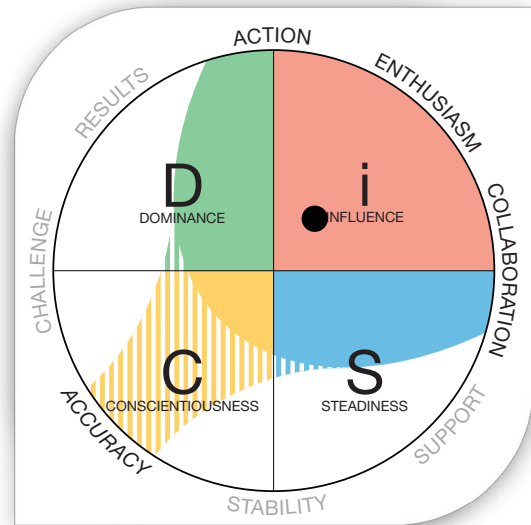 ACTION
ENTHUSIASM
RESULTS
D
DOMINANCE
i
INFLUENCE
COLLABORATION
CHALLENGE
C
CONSCIENTIOUSNESS
S
STEADINESS
ACCURACY
SUPPORT
STABILITY